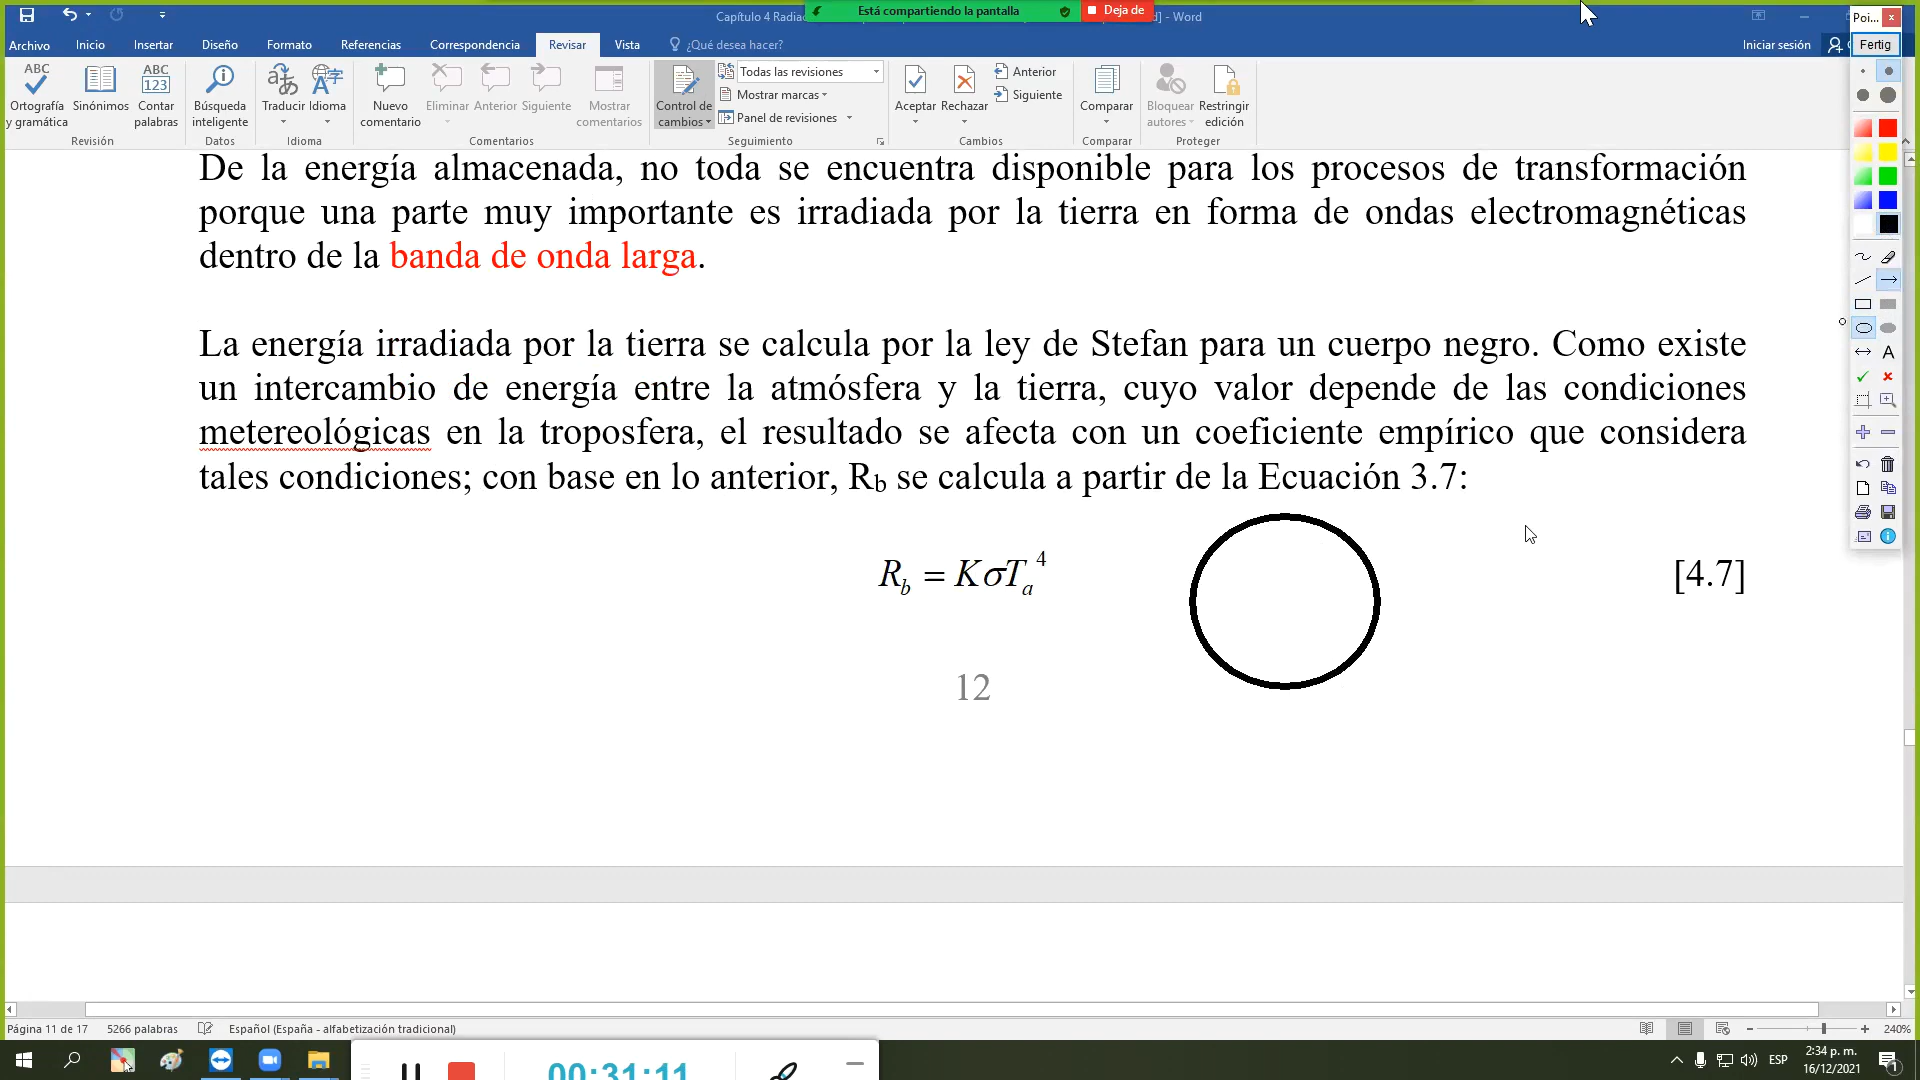 Capítulo 4 Radiac
Está compartiendo la pantalla
Deja de
d] - Word
Poi...
Archivo Inicio Insertar Diseño Formato Referencias Correspondencia Revisar Vista ¿Qué desea hacer? Iniciar sesión
Fertig
ABC
Ortografía
y gramática
Sinónimos
ABC
123
Contar
palabras
Revisión
Búsqueda
inteligente
Datos
Traducir
Idioma
Idioma
Nuevo
comentario
Eliminar
Anterior
Siguiente
Mostrar
comentarios
Comentarios
Control de
cambios
Todas las revisiones
Mostrar marcas
Panel de revisiones
Seguimiento
Aceptar
Rechazar
Anterior
Siguiente
Cambios
Comparar
Comparar
Bloquear
autores
Restringir
edición
Proteger
De la energía almacenada, no toda se encuentra disponible para los procesos de transformación
porque una parte muy importante es irradiada por la tierra en forma de ondas electromagnéticas
dentro de la banda de onda larga.
La energía irradiada por la tierra se calcula por la ley de Stefan para un cuerpo negro. Como existe
un intercambio de energía entre la atmósfera y la tierra, cuyo valor depende de las condiciones
metereológicas en la troposfera, el resultado se afecta con un coeficiente empírico que considera
tales condiciones; con base en lo anterior, Rb se calcula a partir de la Ecuación 3.7:
R_b = KσT_a^4 [4.7]
12
A
Página 11 de 17 5266 palabras Español (España - alfabetización tradicional) 240%
00:31:11
ESP
2:34 p. m.
16/12/2021
1